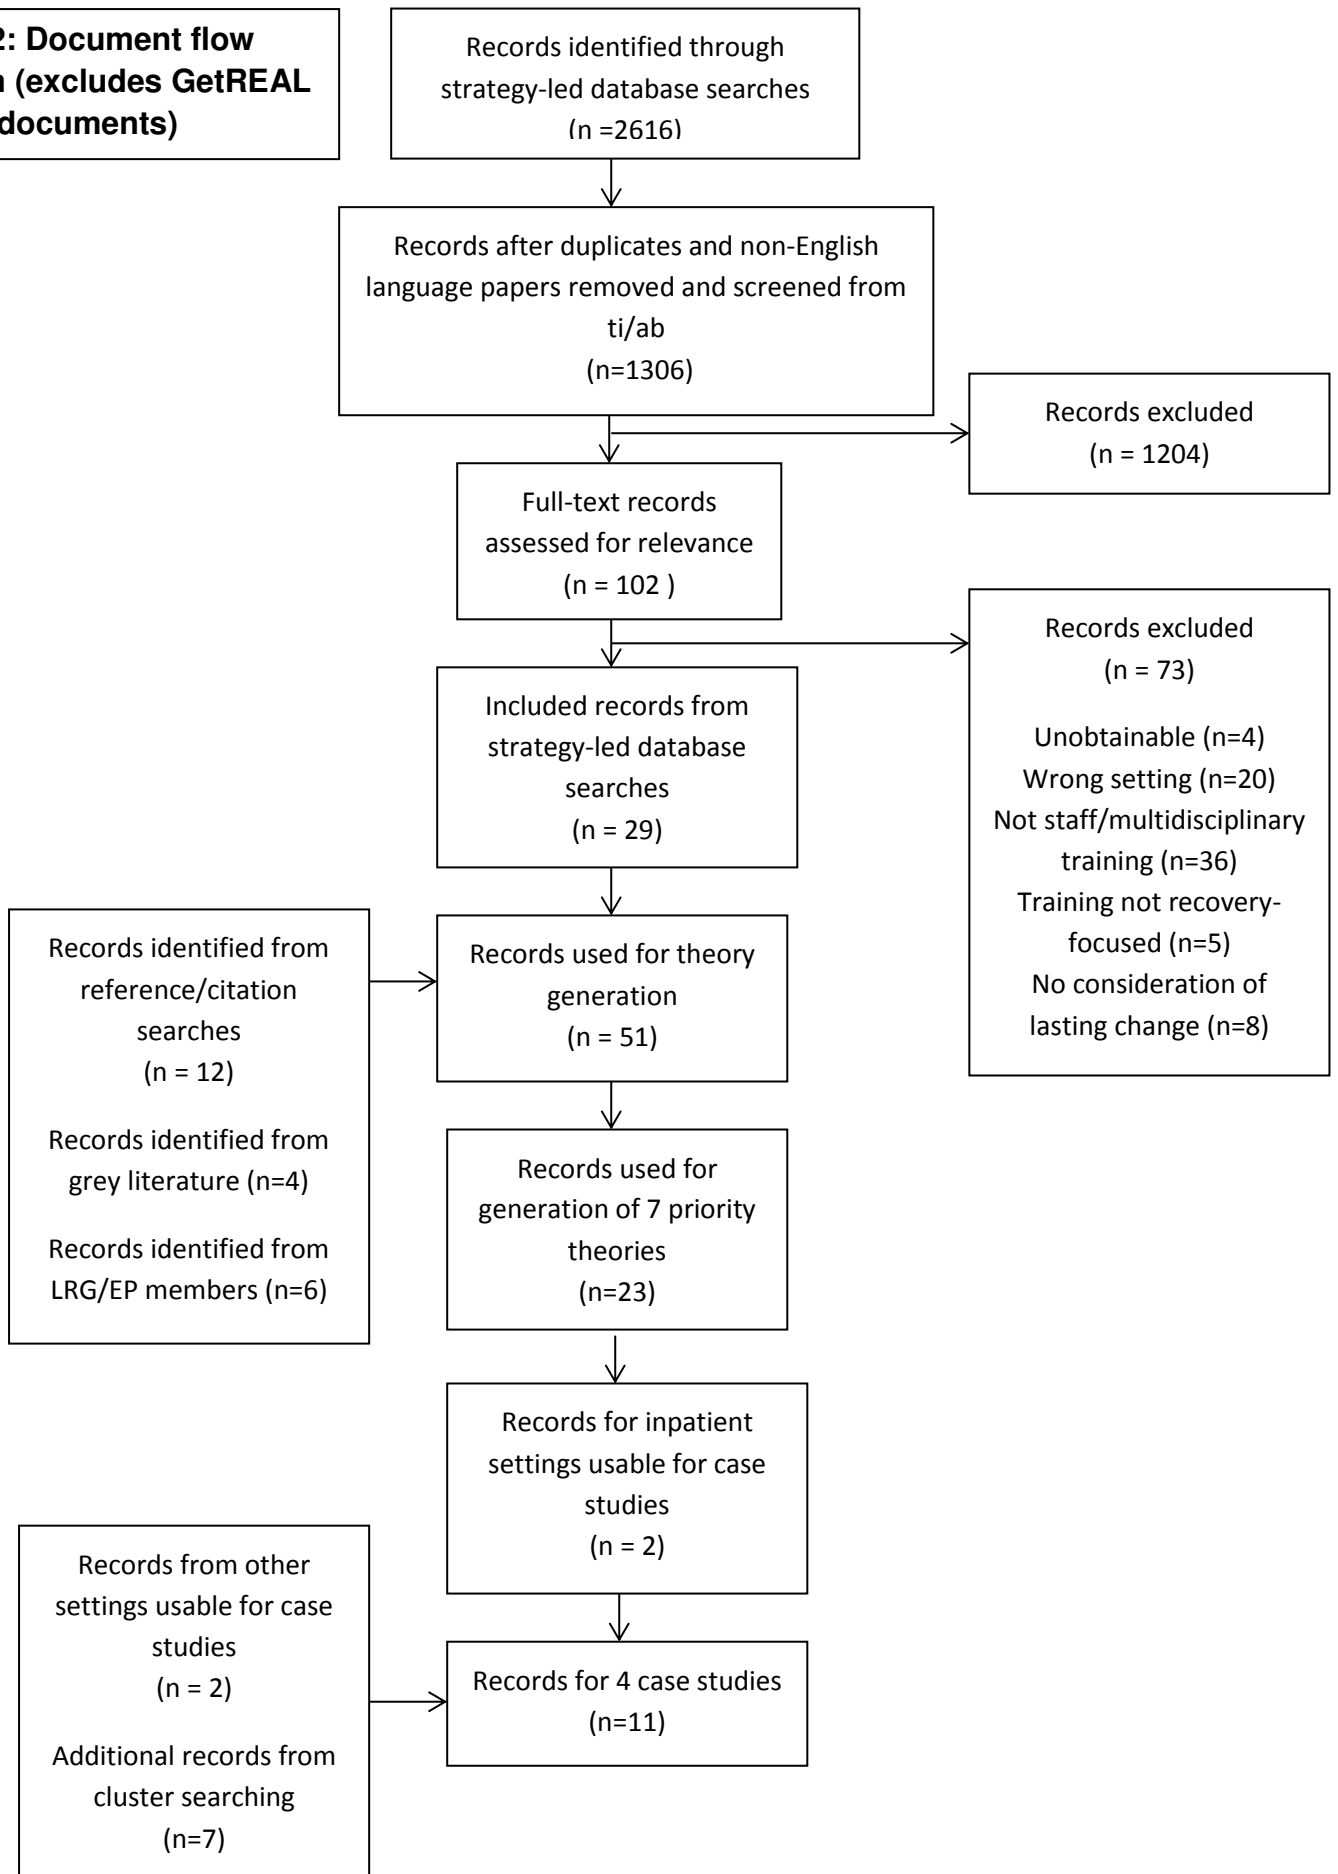 2: Document flow
(excludes GetREAL
documents)
Records identified through
strategy-led database searches
(n =2616)
Records after duplicates and non-English
language papers removed and screened from
ti/ab
(n=1306)
Records excluded
(n = 1204)
Full-text records
assessed for relevance
(n = 102 )
Records excluded
(n = 73)
Unobtainable (n=4)
Wrong setting (n=20)
Not staff/multidisciplinary
training (n=36)
Training not recovery-
focused (n=5)
No consideration of
lasting change (n=8)
Included records from
strategy-led database
searches
(n = 29)
Records identified from
reference/citation
searches
(n = 12)
Records identified from
grey literature (n=4)
Records identified from
LRG/EP members (n=6)
Records used for theory
generation
(n = 51)
Records used for
generation of 7 priority
theories
(n=23)
Records for inpatient
settings usable for case
studies
(n = 2)
Records from other
settings usable for case
studies
(n = 2)
Additional records from
cluster searching
(n=7)
Records for 4 case studies
(n=11)